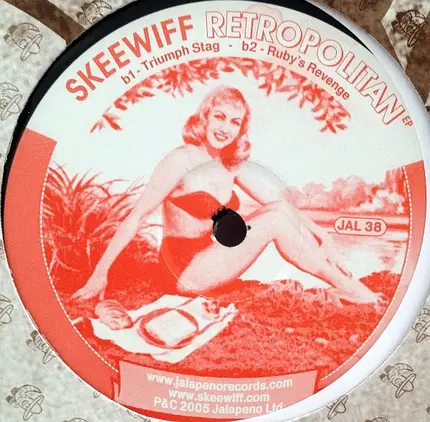 SKEEWIFF RETROPOLITAN EP
b1 - Triumph Stag - b2 - Ruby's Revenge
JAL 38
www.jalapenorecords.com
www.skeewiff.com
P&C 2005 Jalapeno Ltd